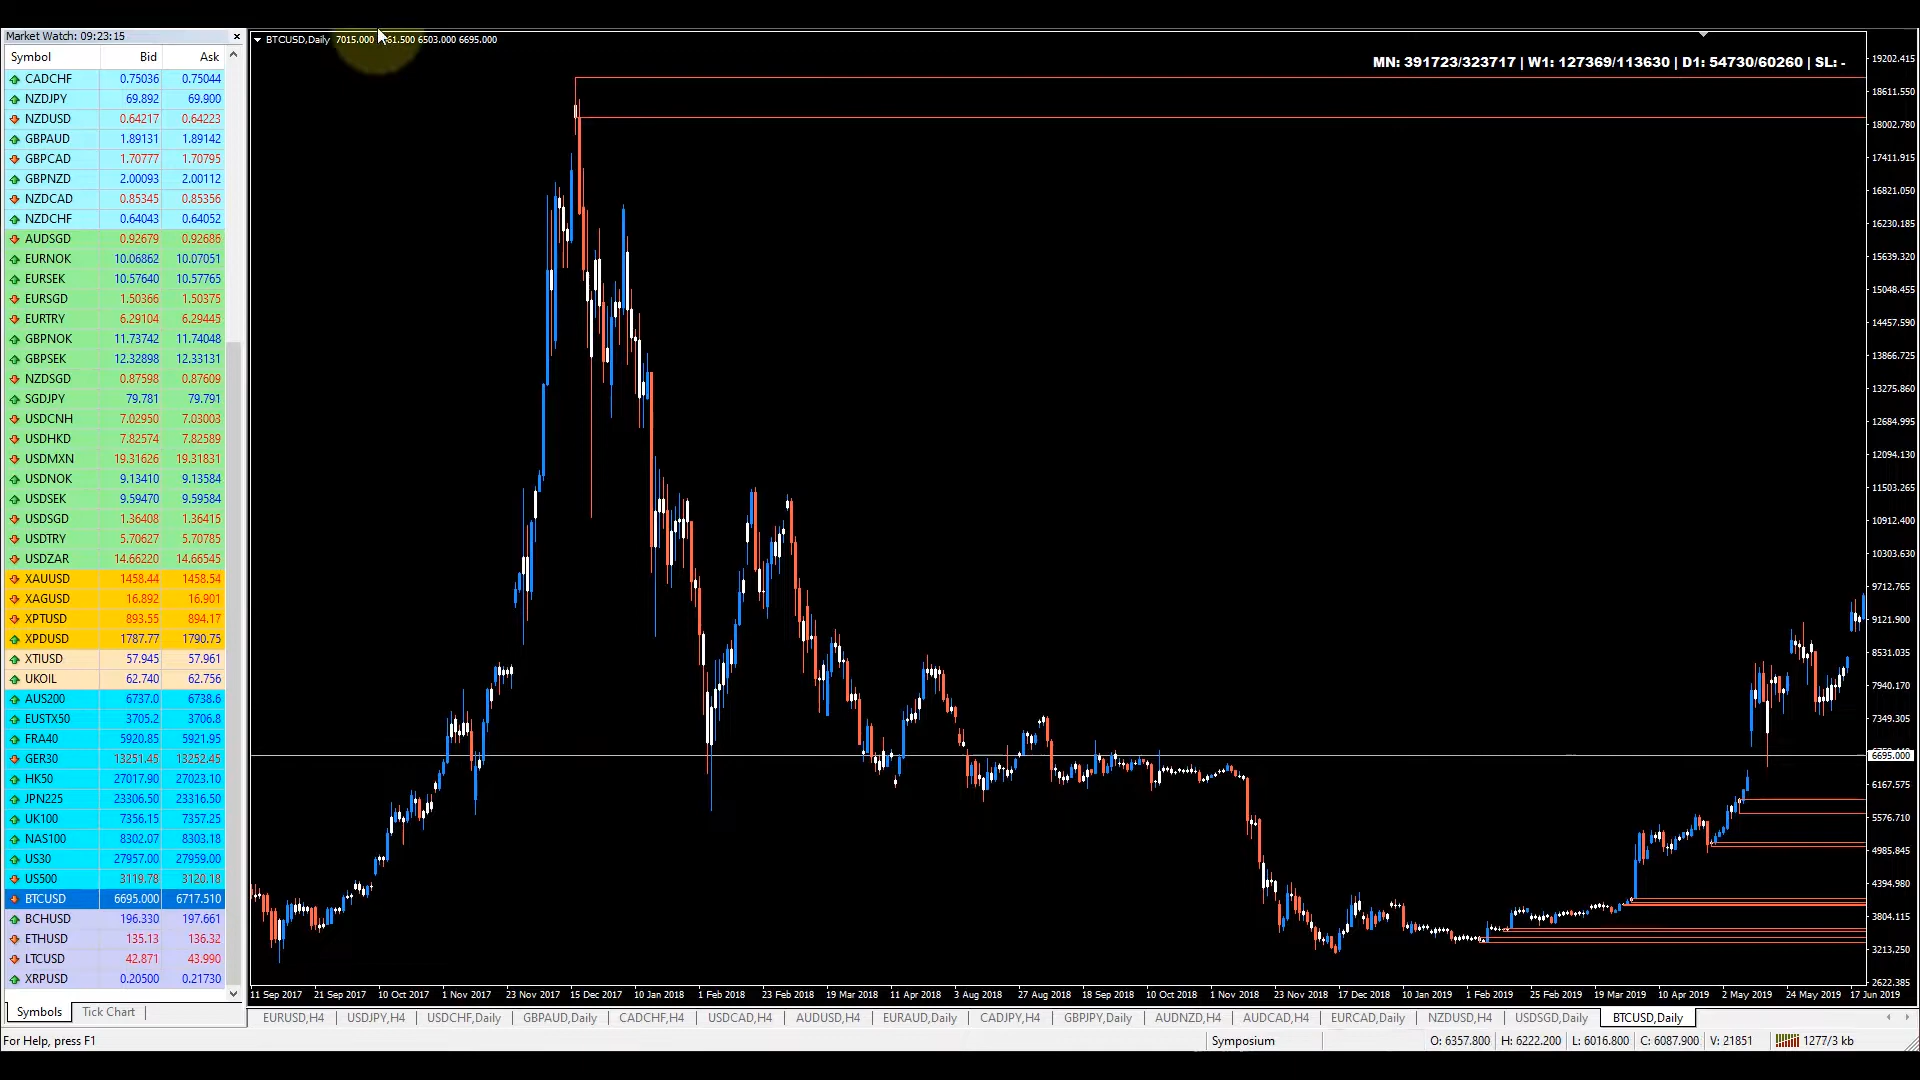 Market Watch: 09:23:15
Symbol Bid Ask
CADCHF 0.75036 0.75044
NZDJPY 69.892 69.900
NZDUSD 0.64217 0.64223
GBPAUD 1.89131 1.89142
GBPCAD 1.70777 1.70795
GBPNZD 2.00093 2.00112
NZDCAD 0.85345 0.85356
NZDCHF 0.64043 0.64052
AUDSGD 0.92679 0.92686
EURNOK 10.06862 10.07051
EURSEK 10.57640 10.57765
EURSGD 1.50366 1.50375
EURTRY 6.29104 6.29445
GBPNOK 11.73742 11.74048
GBPSEK 12.32898 12.33131
NZDSGD 0.87598 0.87609
SGDJPY 79.781 79.791
USDCNH 7.02950 7.03003
USDHKD 7.82574 7.82589
USDMXN 19.31626 19.31831
USDNOK 9.13410 9.13584
USDSEK 9.59470 9.59584
USDSGD 1.36408 1.36415
USDTRY 5.70627 5.70785
USDZAR 14.66220 14.66545
XAUUSD 1458.44 1458.54
XAGUSD 16.892 16.901
XPTUSD 893.55 894.17
XPDUSD 1787.77 1790.75
XTIUSD 57.945 57.961
UKOIL 62.740 62.756
AUS200 6737.0 6738.6
EUSTX50 3705.2 3706.8
FRA40 5920.85 5921.95
GER30 13251.45 13252.45
HK50 27017.90 27023.10
JPN225 23306.50 23316.50
UK100 7356.15 7357.25
NAS100 8302.07 8303.18
US30 27957.00 27959.00
US500 3119.78 3120.18
BTCUSD 6695.000 6717.510
BCHUSD 196.330 197.661
ETHUSD 135.13 136.32
LTCUSD 42.871 43.990
XRPUSD 0.20500 0.21730
Symbols Tick Chart
BTCUSD,Daily 7015.000 61.500 6503.000 6695.000
MN: 391723/323717 | W1: 127369/113630 | D1: 54730/60260 | SL: -
19202.415
18611.550
18002.780
17411.915
16821.050
16230.185
15639.320
15048.455
14457.590
13866.725
13275.860
12684.995
12094.130
11503.265
10912.400
10303.630
9712.765
9121.900
8531.035
7940.170
7349.305
6695.000
6167.575
5576.710
4985.845
4394.980
3804.115
3213.250
2622.385
11 Sep 2017 21 Sep 2017 10 Oct 2017 1 Nov 2017 23 Nov 2017 15 Dec 2017 10 Jan 2018 1 Feb 2018 23 Feb 2018 19 Mar 2018 11 Apr 2018 3 Aug 2018 27 Aug 2018 18 Sep 2018 10 Oct 2018 1 Nov 2018 23 Nov 2018 17 Dec 2018 10 Jan 2019 1 Feb 2019 25 Feb 2019 19 Mar 2019 10 Apr 2019 2 May 2019 24 May 2019 17 Jun 2019
EURUSD,H4 USDJPY,H4 USDCHF,Daily GBPAUD,Daily CADCHF,H4 USDCAD,H4 AUDUSD,H4 EURAUD,Daily CADJPY,H4 GBPJPY,Daily AUDNZD,H4 AUDCAD,H4 EURCAD,Daily NZDUSD,H4 USDSGD,Daily BTCUSD,Daily
For Help, press F1 Symposium O: 6357.800 H: 6222.200 L: 6016.800 C: 6087.900 V: 21851 1277/3 kb